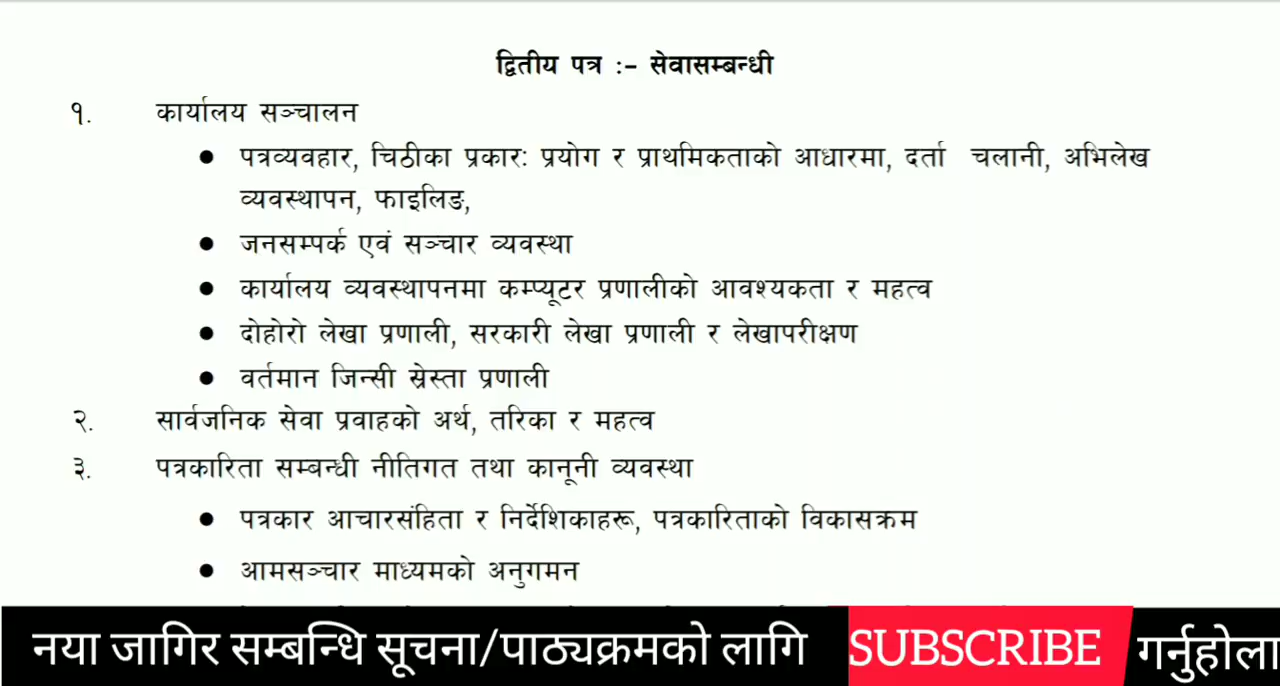 द्वितीय पत्र :– सेवासम्बन्धी
१. कार्यालय सञ्चालन
● पत्रव्यवहार, चिठीका प्रकार: प्रयोग र प्राथमिकताको आधारमा, दर्ता चलानी, अभिलेख
व्यवस्थापन, फाइलिङ,
● जनसम्पर्क एवं सञ्चार व्यवस्था
● कार्यालय व्यवस्थापनमा कम्प्यूटर प्रणालीको आवश्यकता र महत्व
● दोहोरो लेखा प्रणाली, सरकारी लेखा प्रणाली र लेखापरीक्षण
● वर्तमान जिन्सी स्रेस्ता प्रणाली
२. सार्वजनिक सेवा प्रवाहको अर्थ, तरिका र महत्व
३. पत्रकारिता सम्बन्धी नीतिगत तथा कानूनी व्यवस्था
● पत्रकार आचारसंहिता र निर्देशिकाहरू, पत्रकारिताको विकासक्रम
● आमसञ्चार माध्यमको अनुगमन
नया जागिर सम्बन्धि सूचना/पाठ्यक्रमको लागि SUBSCRIBE गर्नुहोला